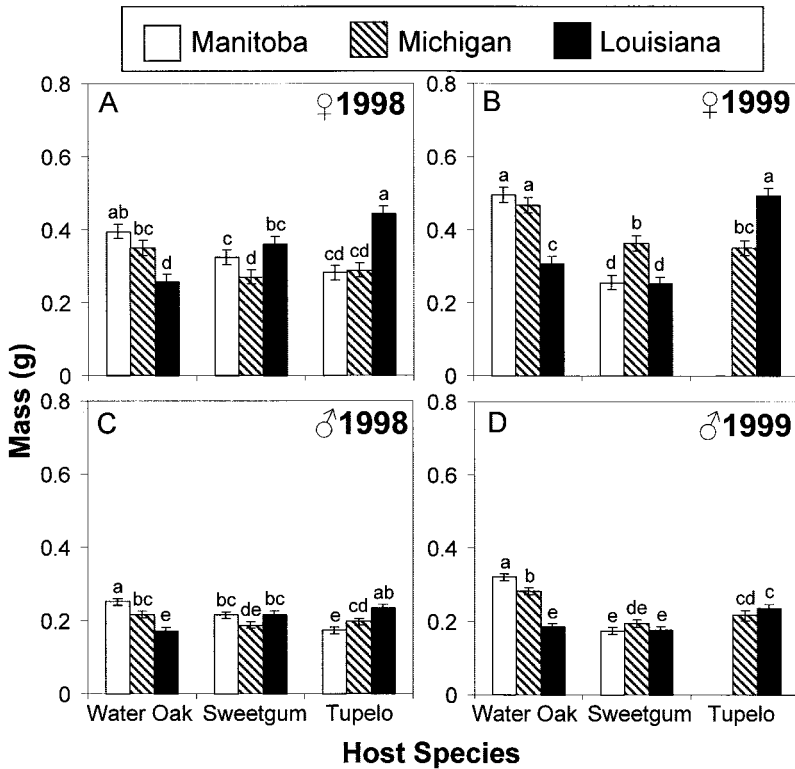 Manitoba Michigan Louisiana
A ♀1998
0.8
0.6
0.4
0.2
0
ab bc d c d bc cd cd a
B ♀1999
0.8
0.6
0.4
0.2
0
a a c d b d bc a
Mass (g)
C ♂1998
0.8
0.6
0.4
0.2
0
a bc e bc de bc e cd ab
Water Oak Sweetgum Tupelo
D ♂1999
0.8
0.6
0.4
0.2
0
a b e e de e cd c
Water Oak Sweetgum Tupelo
Host Species